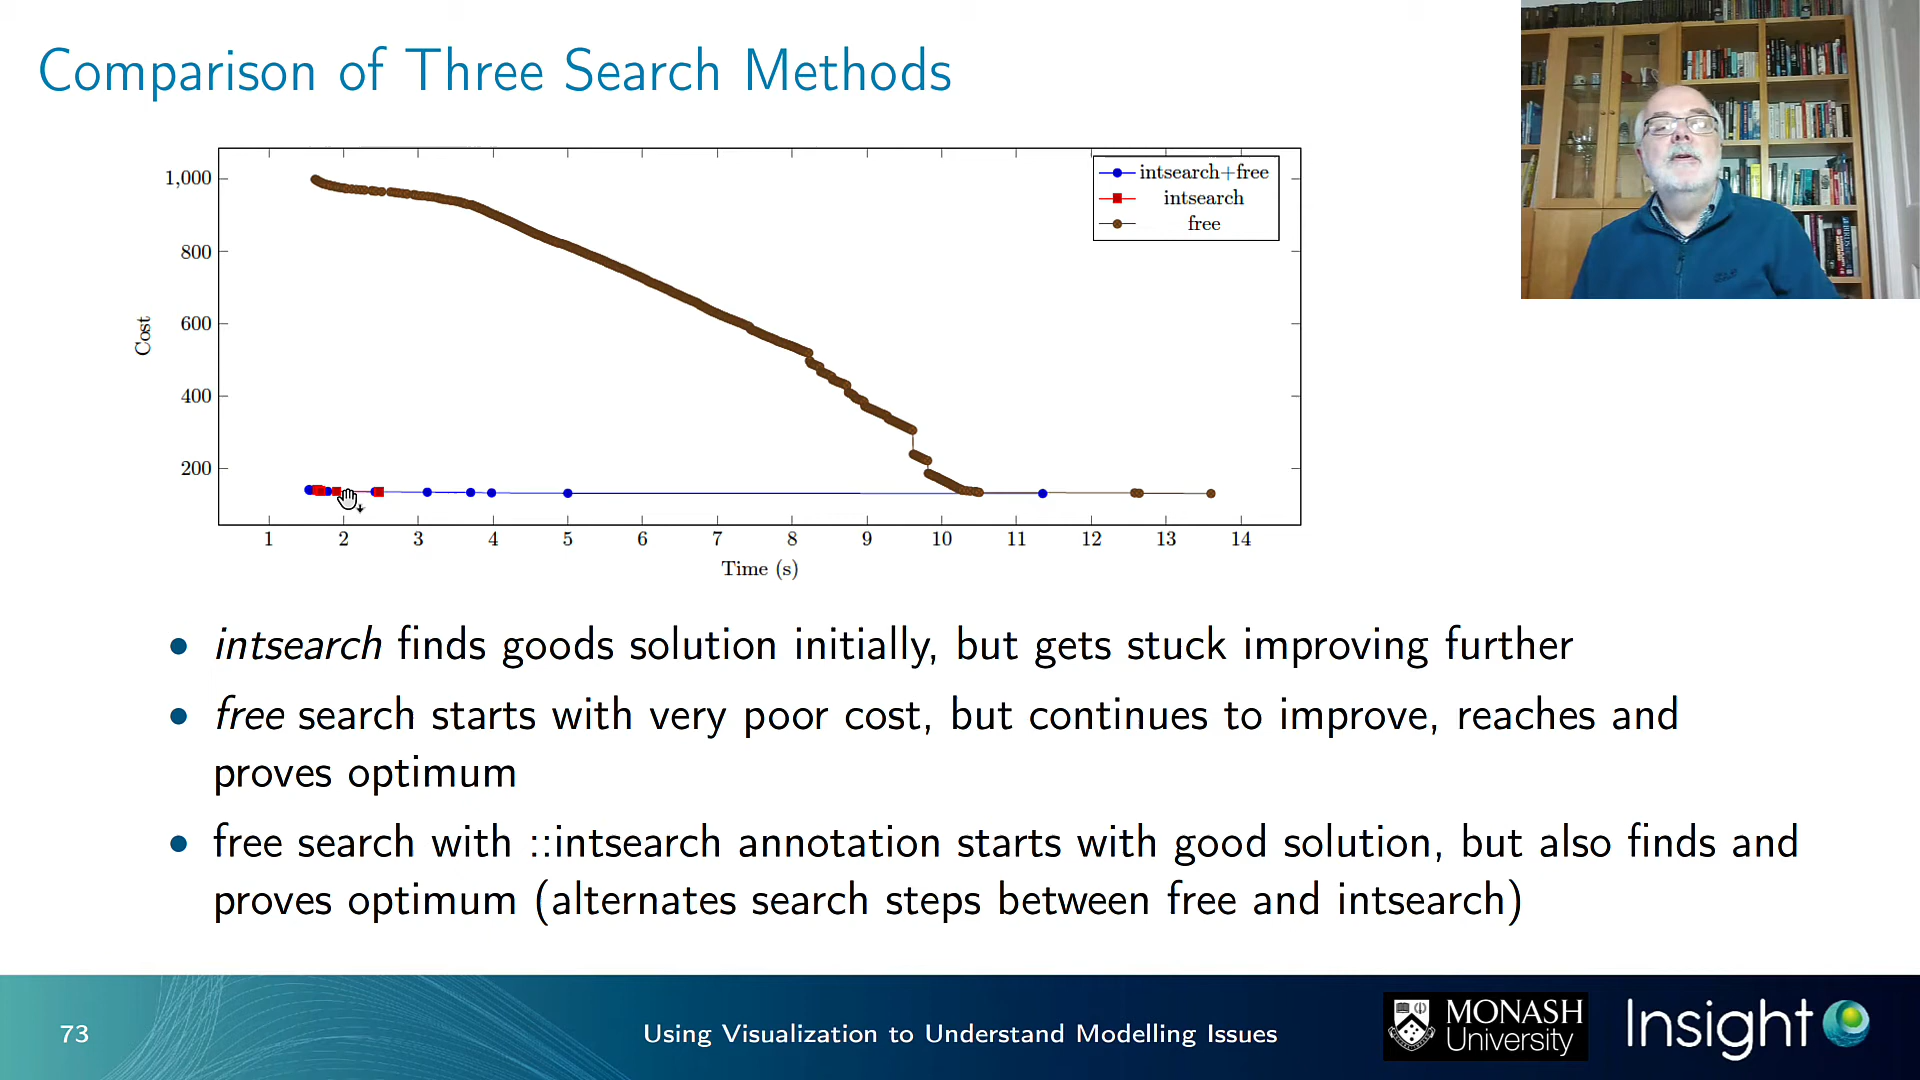 Comparison of Three Search Methods
1,000
800
600
400
200
Cost
1 2 3 4 5 6 7 8 9 10 11 12 13 14
Time (s)
intsearch+free
intsearch
free
• intsearch finds goods solution initially, but gets stuck improving further
• free search starts with very poor cost, but continues to improve, reaches and
proves optimum
• free search with ::intsearch annotation starts with good solution, but also finds and
proves optimum (alternates search steps between free and intsearch)
73
Using Visualization to Understand Modelling Issues
MONASH
University
Insight